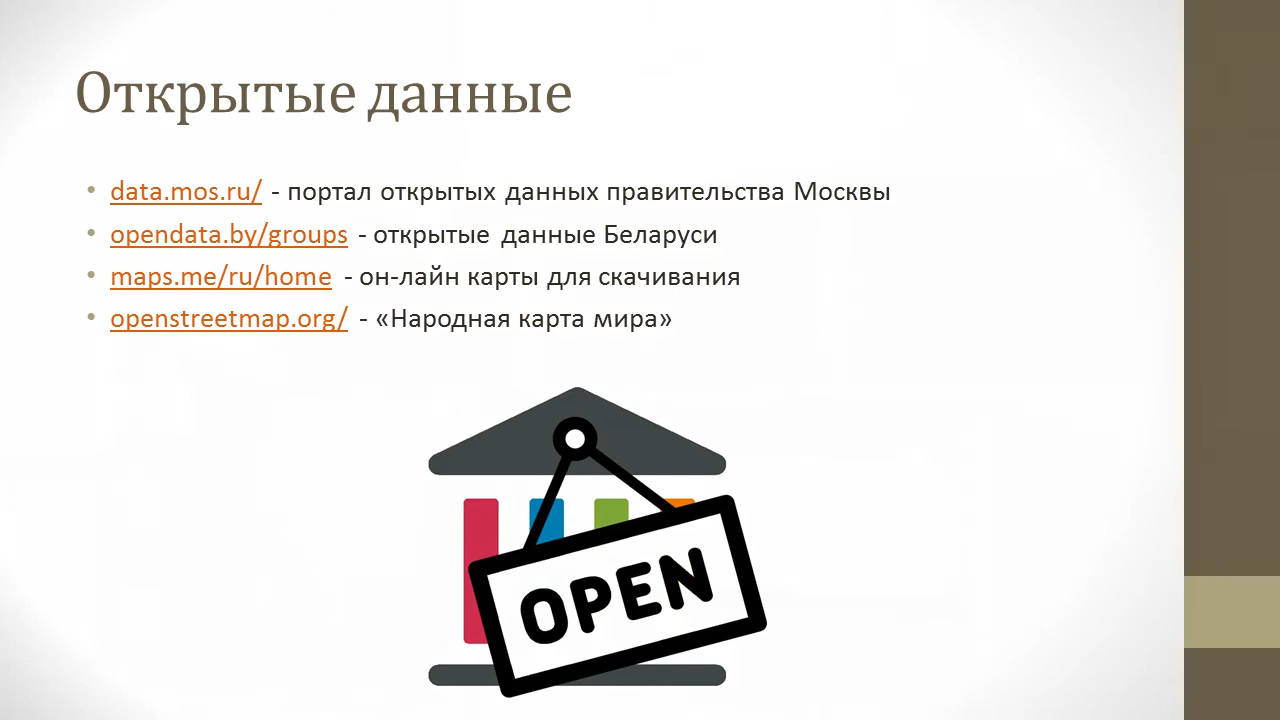 Открытые данные
• data.mos.ru/ - портал открытых данных правительства Москвы
• opendata.by/groups - открытые данные Беларуси
• maps.me/ru/home - он-лайн карты для скачивания
• openstreetmap.org/ - «Народная карта мира»
OPEN